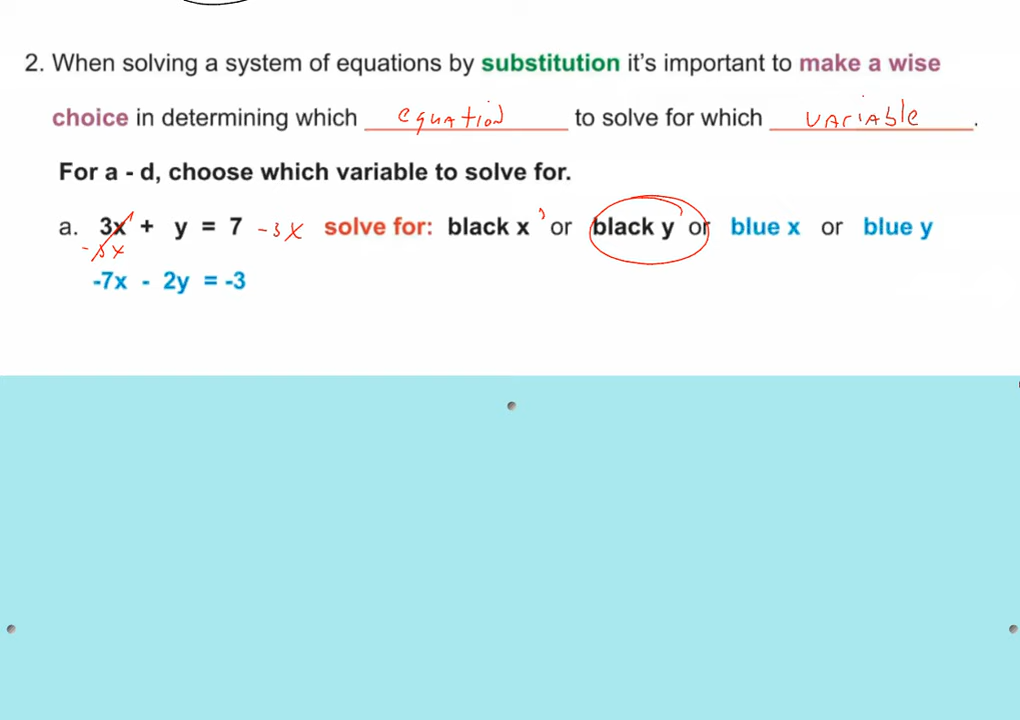 2. When solving a system of equations by substitution it's important to make a wise
choice in determining which equation to solve for which variable.
For a - d, choose which variable to solve for.
a. 3x + y = 7 -3x solve for: black x or black y or blue x or blue y
-3x
-7x - 2y = -3